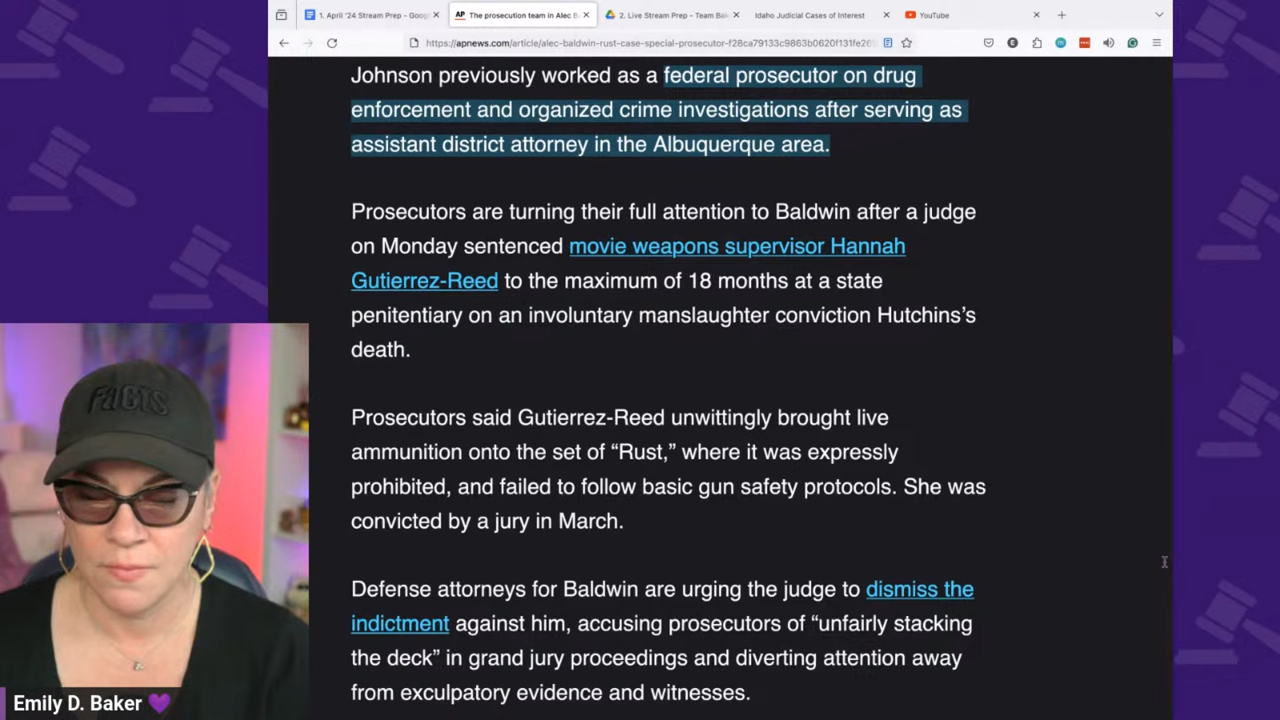 1. April '24 Stream Prep - Goog
AP The prosecution team in Alec B
2. Live Stream Prep - Team Ba
Idaho Judicial Cases of Interest
YouTube
https://apnews.com/article/alec-baldwin-rust-case-special-prosecutor-f28ca79133c9863b0620f131fe26
Johnson previously worked as a federal prosecutor on drug
enforcement and organized crime investigations after serving as
assistant district attorney in the Albuquerque area.
Prosecutors are turning their full attention to Baldwin after a judge
on Monday sentenced movie weapons supervisor Hannah
Gutierrez-Reed to the maximum of 18 months at a state
penitentiary on an involuntary manslaughter conviction Hutchins's
death.
Prosecutors said Gutierrez-Reed unwittingly brought live
ammunition onto the set of “Rust,” where it was expressly
prohibited, and failed to follow basic gun safety protocols. She was
convicted by a jury in March.
Defense attorneys for Baldwin are urging the judge to dismiss the
indictment against him, accusing prosecutors of “unfairly stacking
the deck” in grand jury proceedings and diverting attention away
from exculpatory evidence and witnesses.
FACTS
Emily D. Baker 💜